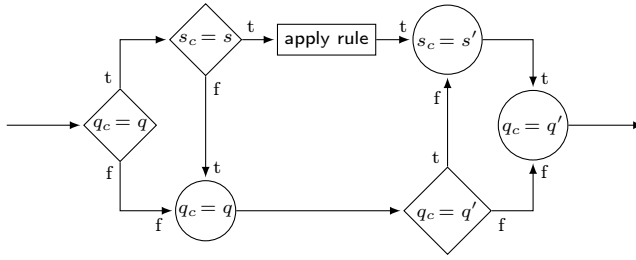 s_c = s
t
apply rule
t
s_c = s'
t
f
f
t
q_c = q
q_c = q'
f
t
t
f
f
q_c = q
q_c = q'
f
f